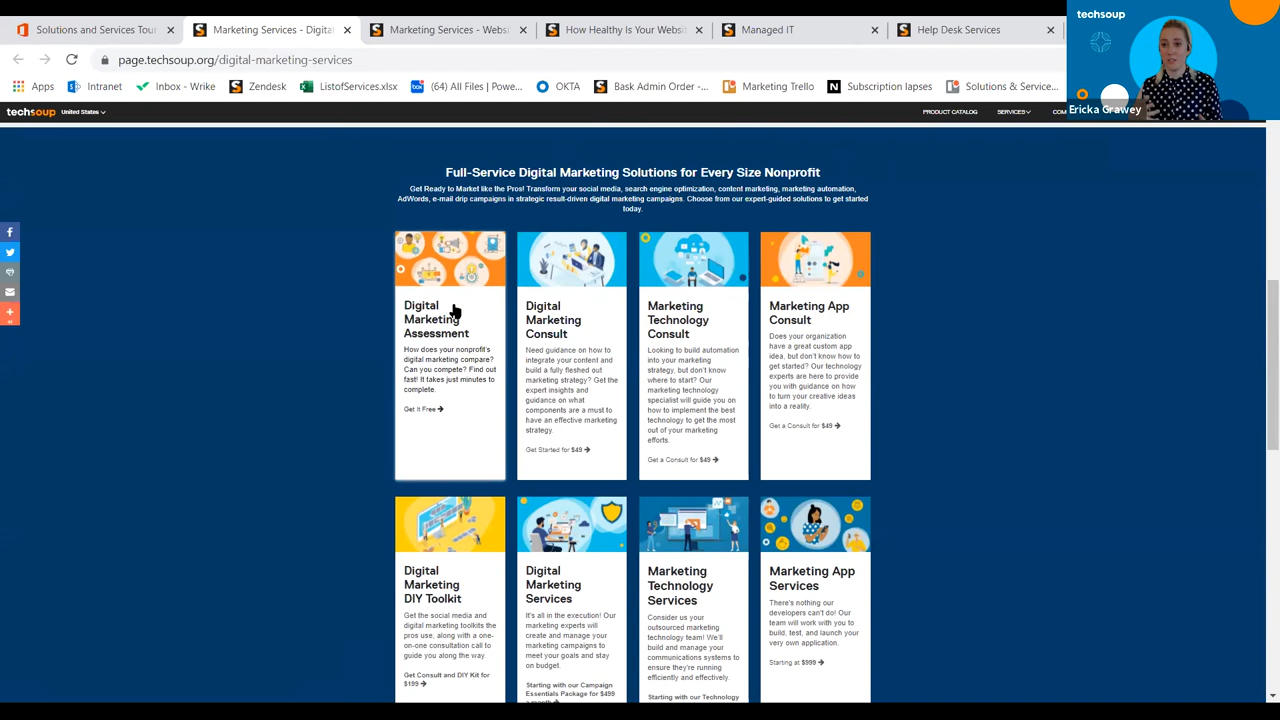 Solutions and Services Tour
Marketing Services - Digita
Marketing Services - Websi
How Healthy Is Your Websit
Managed IT
Help Desk Services
page.techsoup.org/digital-marketing-services
Apps
Intranet
Inbox - Wrike
Zendesk
ListofServices.xlsx
(64) All Files | Powe...
OKTA
Bask Admin Order -...
Marketing Trello
Subscription lapses
Solutions & Service...
techsoup
Ericka Grawey
techsoup
United States
PRODUCT CATALOG
SERVICES
COM
Full-Service Digital Marketing Solutions for Every Size Nonprofit
Get Ready to Market like the Pros! Transform your social media, search engine optimization, content marketing, marketing automation,
AdWords, e-mail drip campaigns in strategic result-driven digital marketing campaigns. Choose from our expert-guided solutions to get started
today.
Digital
Marketing
Assessment
How does your nonprofit's
digital marketing compare?
Can you compete? Find out
fast! It takes just minutes to
complete.
Get It Free
Digital
Marketing
Consult
Need guidance on how to
integrate your content and
build a fully fleshed out
marketing strategy? Get the
expert insights and
guidance on what
components are a must to
have an effective marketing
strategy.
Get Started for $49
Marketing
Technology
Consult
Looking to build automation
into your marketing
strategy, but don't know
where to start? Our
marketing technology
specialist will guide you on
how to implement the best
technology to get the most
out of your marketing
efforts.
Get a Consult for $49
Marketing App
Consult
Does your organization
have a great custom app
idea, but don't know how to
get started? Our technology
experts are here to provide
you with guidance on how
to turn your creative ideas
into a reality.
Get a Consult for $49
Digital
Marketing
DIY Toolkit
Get the social media and
digital marketing toolkits the
pros use, along with a one-
on-one consultation call to
guide you along the way.
Get Consult and DIY Kit for
$199
Digital
Marketing
Services
It's all in the execution! Our
marketing experts will
create and manage your
marketing campaigns to
meet your goals and stay
on budget.
Starting with our Campaign
Essentials Package for $499
a month
Marketing
Technology
Services
Consider us your
outsourced marketing
technology team! We'll
build and manage your
communications systems to
ensure they're running
efficiently and effectively.
Starting with our Technology
Marketing App
Services
There's nothing our
developers can't do! Our
team will work with you to
build, test, and launch your
very own application.
Starting at $999